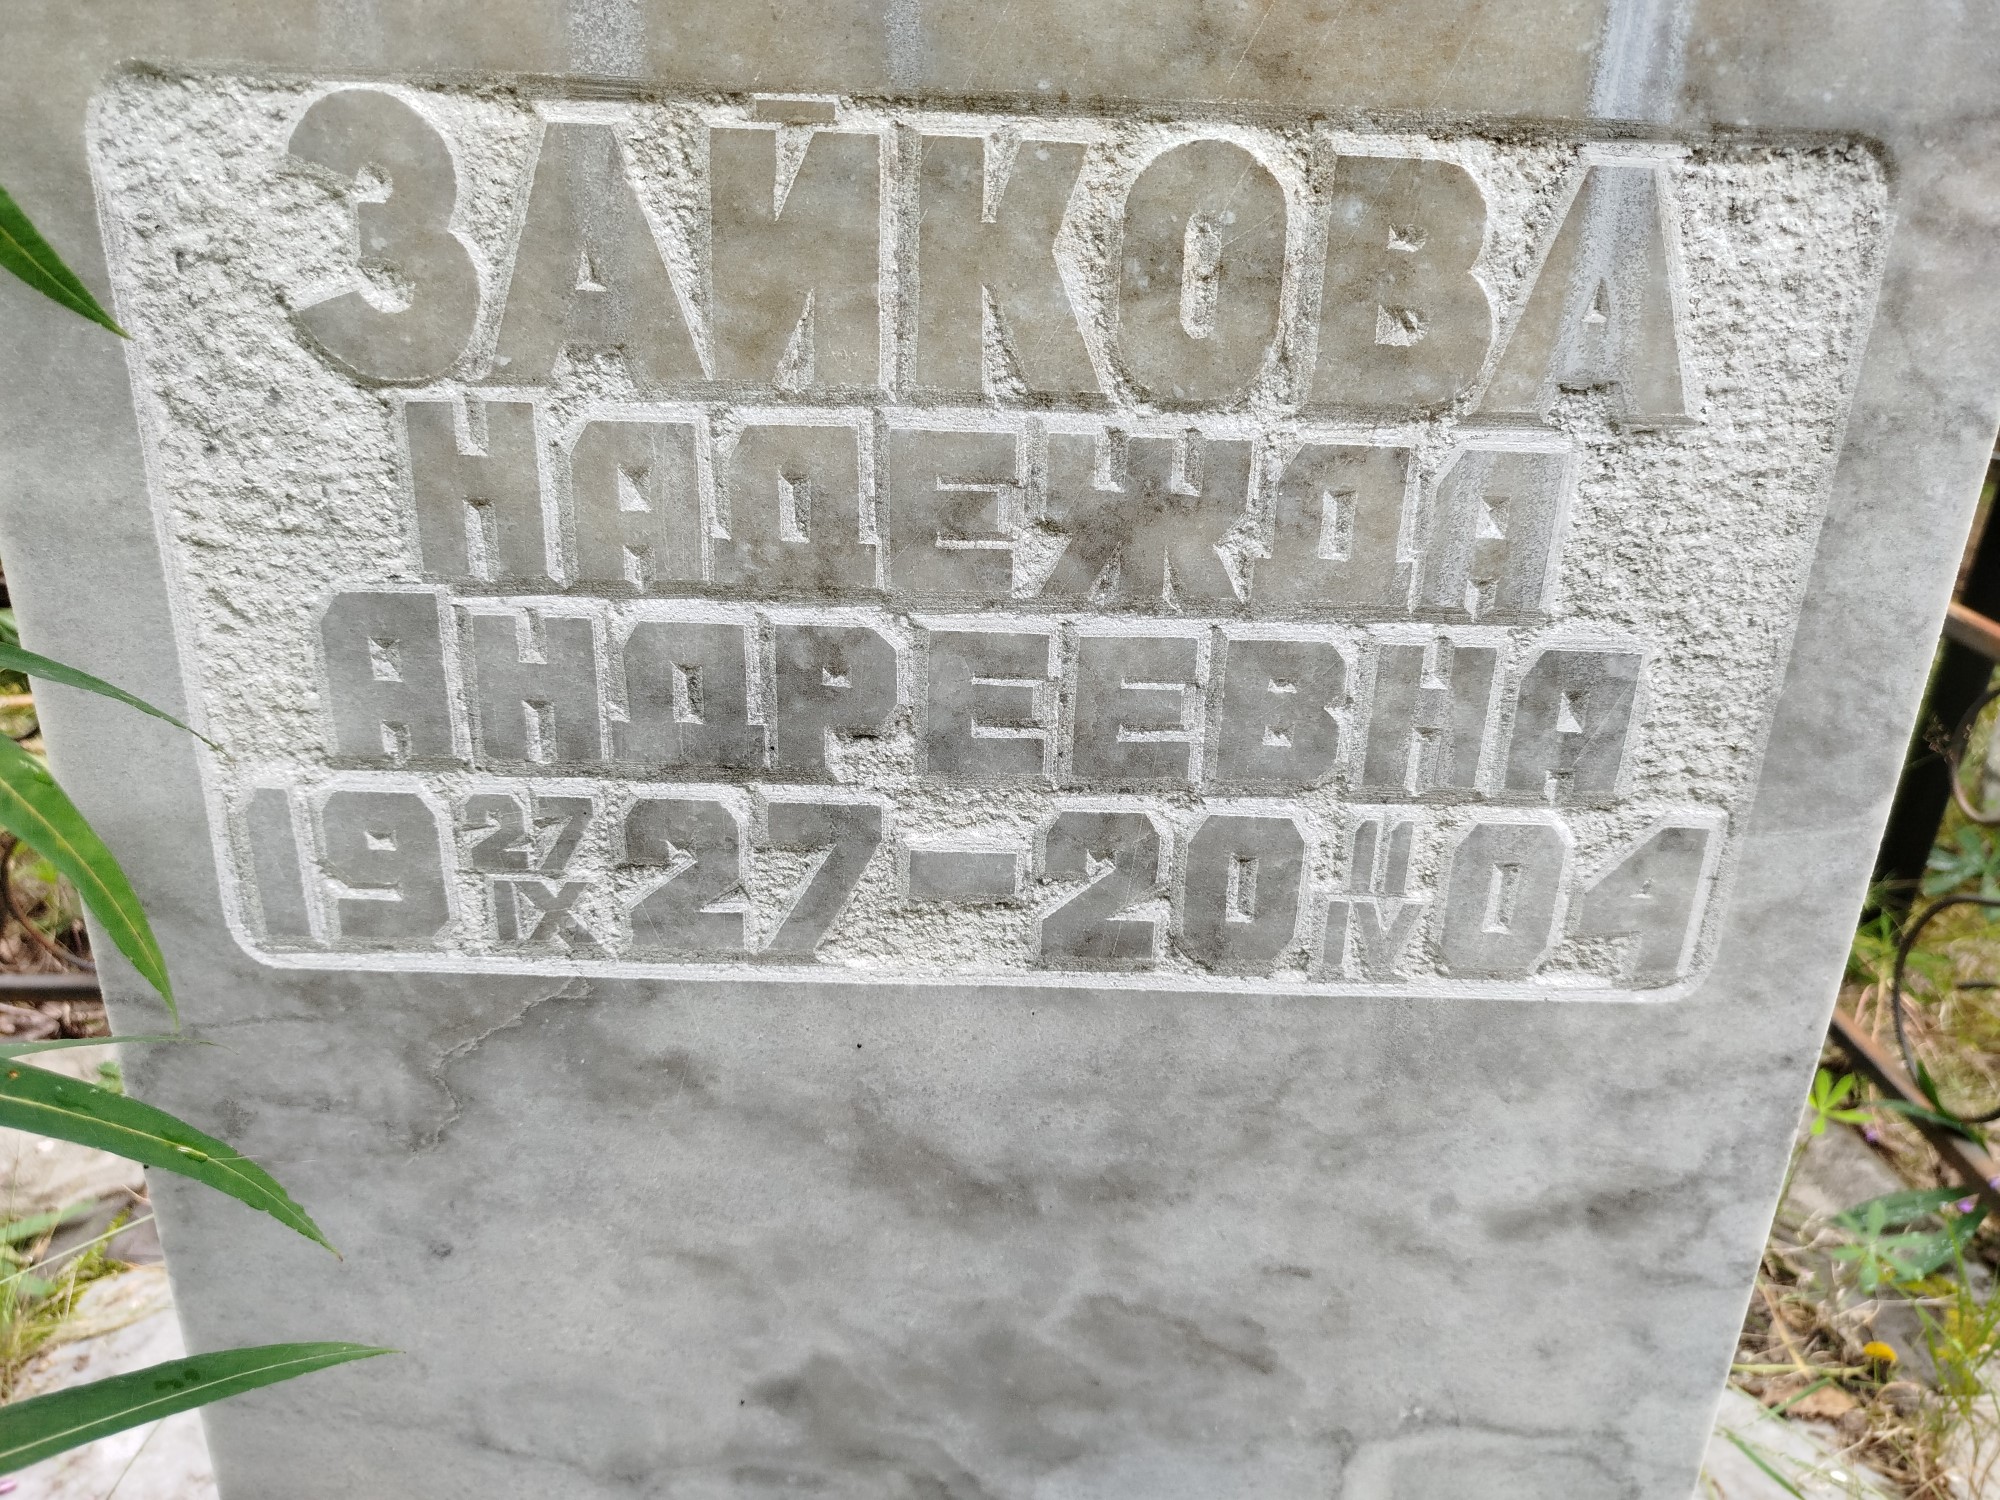 ЗАЙКОВА
НАДЕЖДА
АНДРЕЕВНА
19 27/IX 27 — 20 11/IV 04